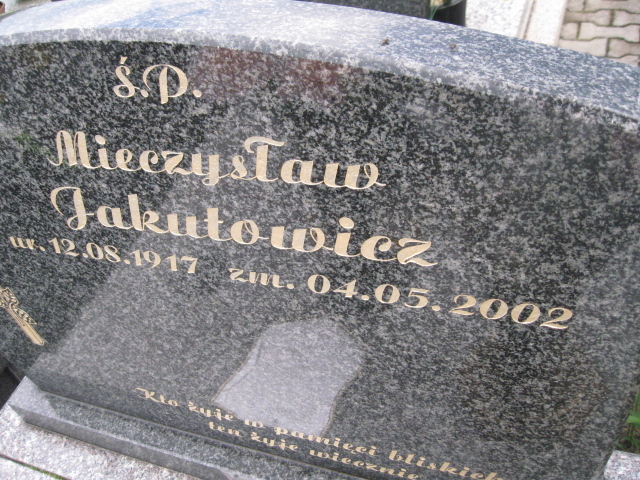 Ś.P.
Mieczysław
Jakutowicz
ur. 12.08.1917 zm. 04.05.2002
Kto żyje w pamięci bliskich
ten żyje wiecznie